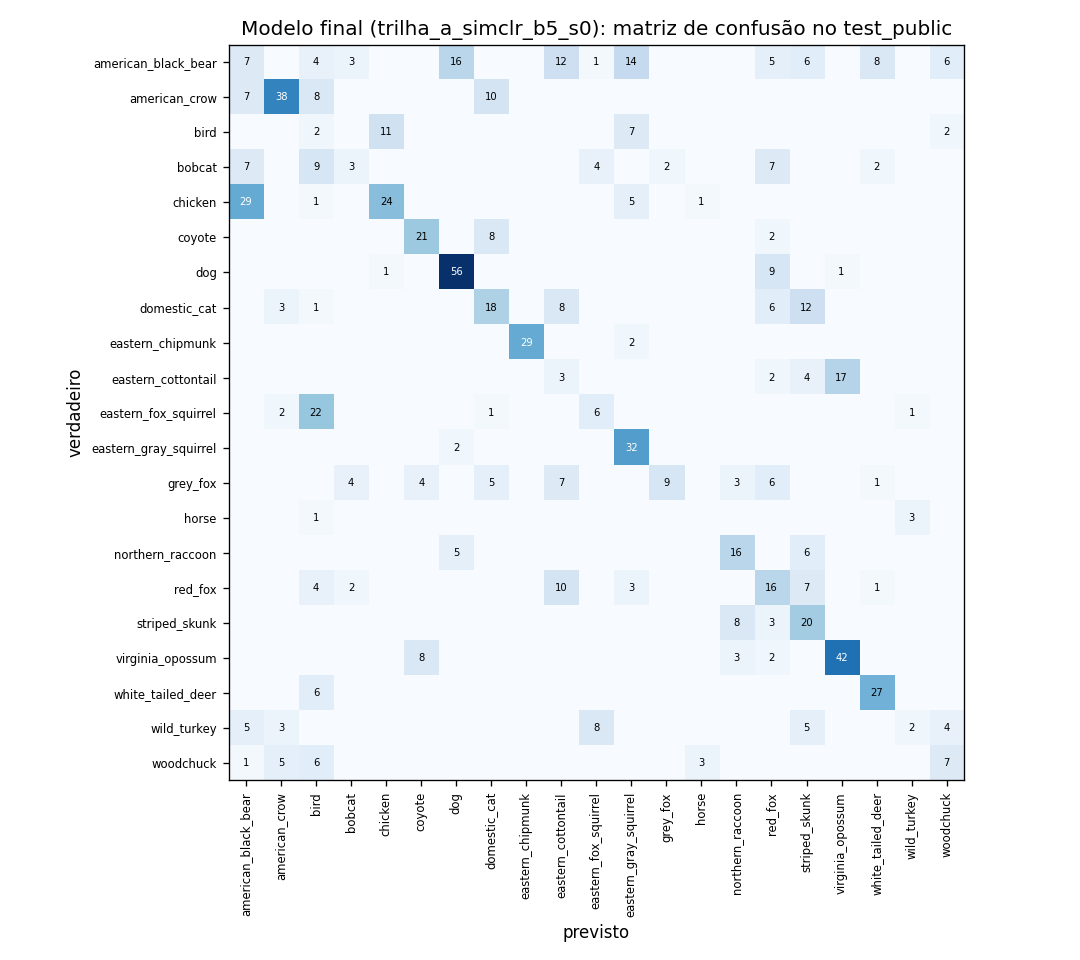 Modelo final (trilha_a_simclr_b5_s0): matriz de confusão no test_public
american_black_bear 7 4 3 16 12 1 14 5 6 8 6
american_crow 7 38 8 10
bird 2 11 7 2
bobcat 7 9 3 4 2 7 2
chicken 29 1 24 5 1
coyote 21 8 2
dog 1 56 9 1
domestic_cat 3 1 18 8 6 12
eastern_chipmunk 29 2
eastern_cottontail 3 2 4 17
eastern_fox_squirrel 2 22 1 6 1
eastern_gray_squirrel 2 32
grey_fox 4 4 5 7 9 3 6 1
horse 1 3
northern_raccoon 5 16 6
red_fox 4 2 10 3 16 7 1
striped_skunk 8 3 20
virginia_opossum 8 3 2 42
white_tailed_deer 6 27
wild_turkey 5 3 8 5 2 4
woodchuck 1 5 6 3 7
verdadeiro
american_black_bear
american_crow
bird
bobcat
chicken
coyote
dog
domestic_cat
eastern_chipmunk
eastern_cottontail
eastern_fox_squirrel
eastern_gray_squirrel
grey_fox
horse
northern_raccoon
red_fox
striped_skunk
virginia_opossum
white_tailed_deer
wild_turkey
woodchuck
previsto